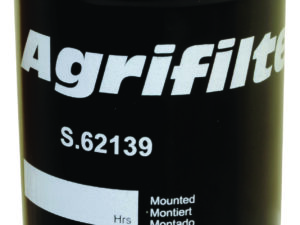 Agrifilte
S.62139
Hrs
Mounted
Montiert
Montado